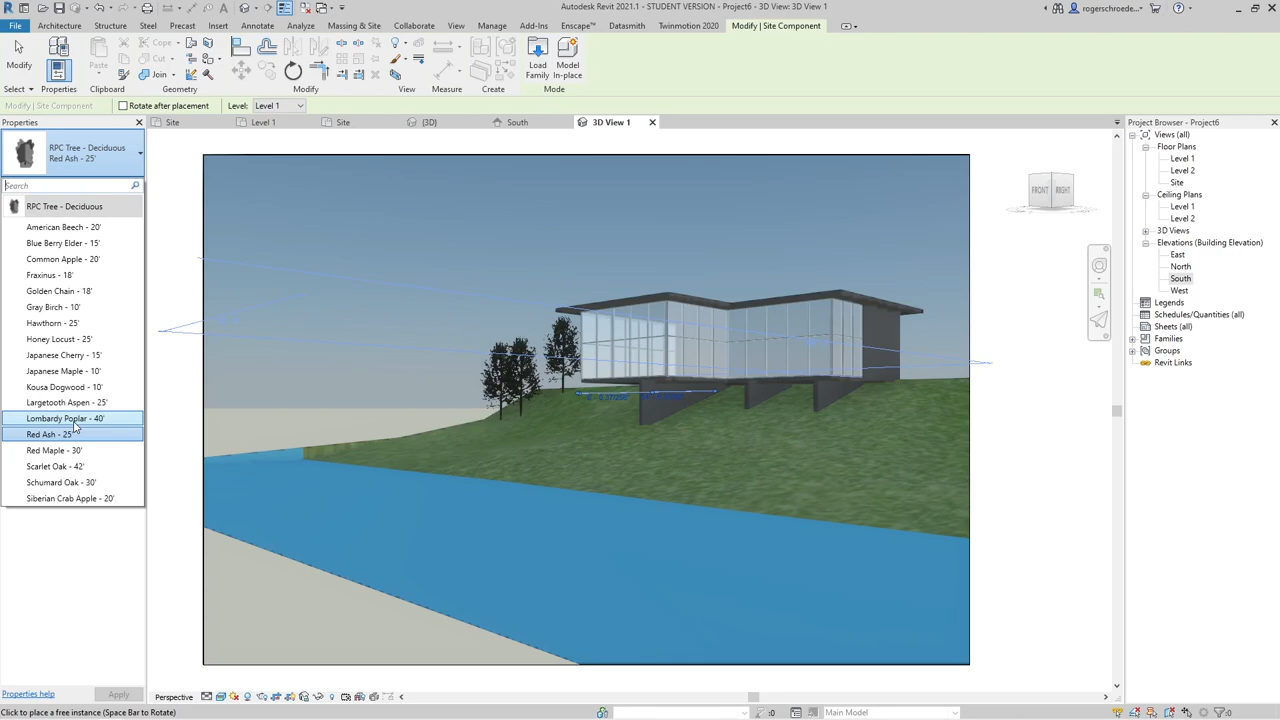 Autodesk Revit 2021.1 - STUDENT VERSION - Project6 - 3D View: 3D View 1
rogerschroede...
File Architecture Structure Steel Precast Systems Insert Annotate Analyze Massing & Site Collaborate View Manage Add-Ins Enscape™ Datasmith Twinmotion 2020 Modify | Site Component
Modify
Paste
Cope
Cut
Join
Load
Family
Model
In-place
Select Properties Clipboard Geometry Modify View Measure Create Mode
Modify | Site Component Rotate after placement Level: Level 1
Properties
Site Level 1 Site {3D} South 3D View 1
Project Browser - Project6
RPC Tree - Deciduous
Red Ash - 25'
Search
RPC Tree - Deciduous
American Beech - 20'
Blue Berry Elder - 15'
Common Apple - 20'
Fraxinus - 18'
Golden Chain - 18'
Gray Birch - 10'
Hawthorn - 25'
Honey Locust - 25'
Japanese Cherry - 15'
Japanese Maple - 10'
Kousa Dogwood - 10'
Largetooth Aspen - 25'
Lombardy Poplar - 40'
Red Ash - 25'
Red Maple - 30'
Scarlet Oak - 42'
Schumard Oak - 30'
Siberian Crab Apple - 20'
FRONT RIGHT
Views (all)
Floor Plans
Level 1
Level 2
Site
Ceiling Plans
Level 1
Level 2
3D Views
Elevations (Building Elevation)
East
North
South
West
Legends
Schedules/Quantities (all)
Sheets (all)
Families
Groups
Revit Links
Properties help Apply
Perspective
Click to place a free instance (Space Bar to Rotate)
:0
Main Model
:0